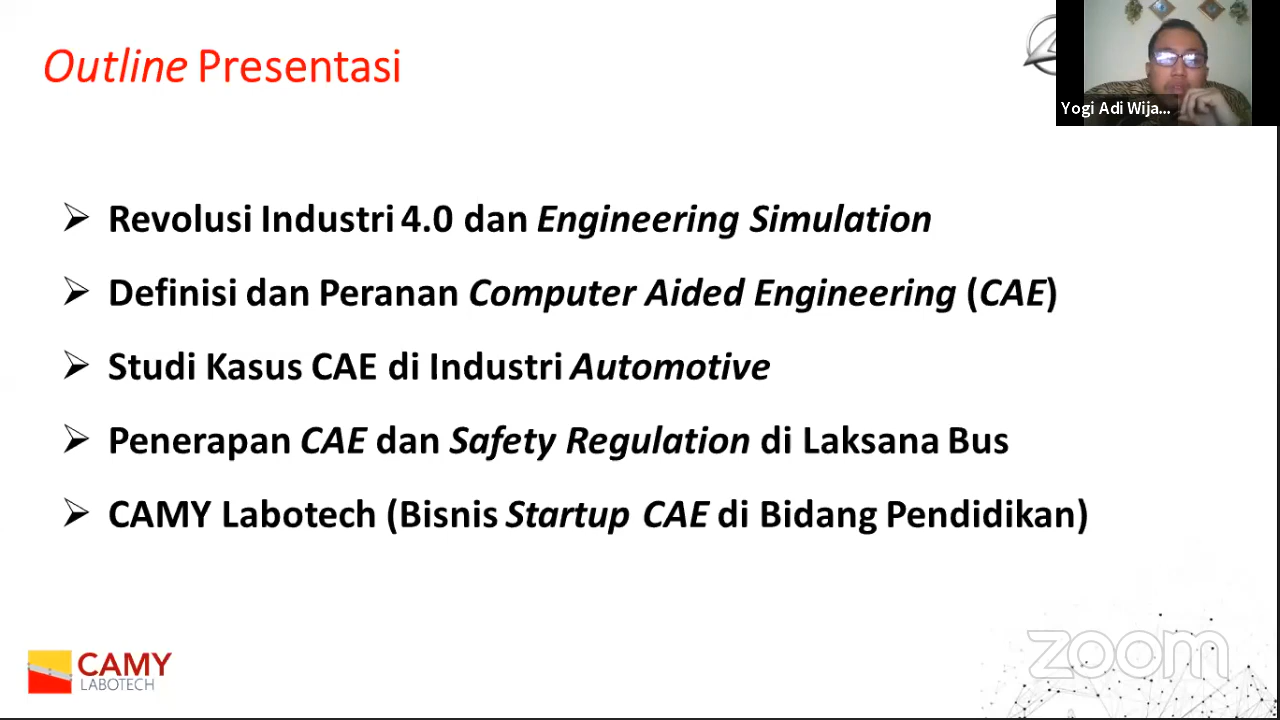 Outline Presentasi
Yogi Adi Wija...
➢ Revolusi Industri 4.0 dan Engineering Simulation
➢ Definisi dan Peranan Computer Aided Engineering (CAE)
➢ Studi Kasus CAE di Industri Automotive
➢ Penerapan CAE dan Safety Regulation di Laksana Bus
➢ CAMY Labotech (Bisnis Startup CAE di Bidang Pendidikan)
CAMY
LABOTECH
zoom